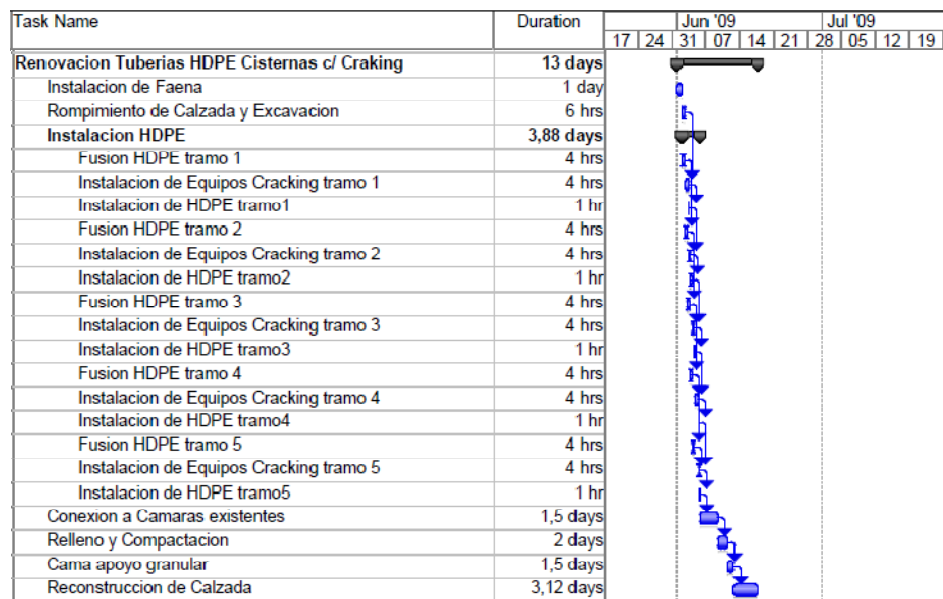 Task Name Duration Jun '09 Jul '09
17 24 31 07 14 21 28 05 12 19
Renovacion Tuberias HDPE Cisternas c/ Craking 13 days
Instalacion de Faena 1 day
Rompimiento de Calzada y Excavacion 6 hrs
Instalacion HDPE 3,88 days
Fusion HDPE tramo 1 4 hrs
Instalacion de Equipos Cracking tramo 1 4 hrs
Instalacion de HDPE tramo1 1 hr
Fusion HDPE tramo 2 4 hrs
Instalacion de Equipos Cracking tramo 2 4 hrs
Instalacion de HDPE tramo2 1 hr
Fusion HDPE tramo 3 4 hrs
Instalacion de Equipos Cracking tramo 3 4 hrs
Instalacion de HDPE tramo3 1 hr
Fusion HDPE tramo 4 4 hrs
Instalacion de Equipos Cracking tramo 4 4 hrs
Instalacion de HDPE tramo4 1 hr
Fusion HDPE tramo 5 4 hrs
Instalacion de Equipos Cracking tramo 5 4 hrs
Instalacion de HDPE tramo5 1 hr
Conexion a Camaras existentes 1,5 days
Relleno y Compactacion 2 days
Cama apoyo granular 1,5 days
Reconstruccion de Calzada 3,12 days